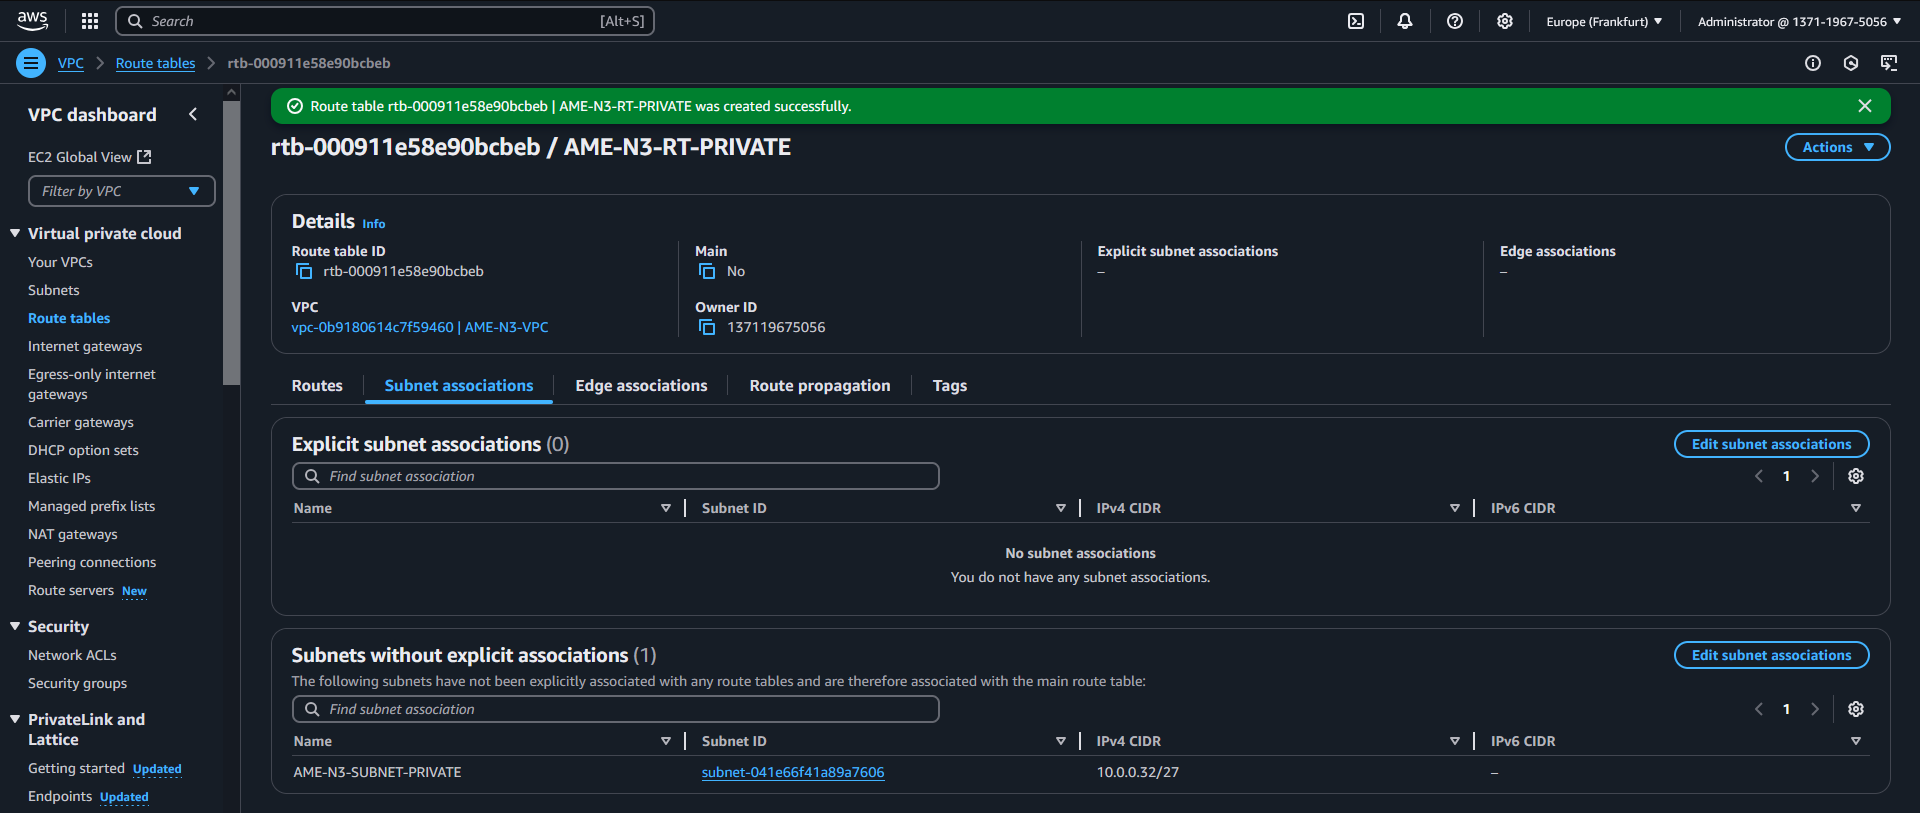 aws
Search [Alt+S]
Europe (Frankfurt)
Administrator @ 1371-1967-5056
VPC
Route tables
rtb-000911e58e90bcbeb
VPC dashboard
EC2 Global View
Filter by VPC
Virtual private cloud
Your VPCs
Subnets
Route tables
Internet gateways
Egress-only internet
gateways
Carrier gateways
DHCP option sets
Elastic IPs
Managed prefix lists
NAT gateways
Peering connections
Route servers New
Security
Network ACLs
Security groups
PrivateLink and
Lattice
Getting started Updated
Endpoints Updated
Route table rtb-000911e58e90bcbeb | AME-N3-RT-PRIVATE was created successfully.
rtb-000911e58e90bcbeb / AME-N3-RT-PRIVATE
Actions
Details Info
Route table ID
rtb-000911e58e90bcbeb
Main
No
Explicit subnet associations
–
Edge associations
–
VPC
vpc-0b9180614c7f59460 | AME-N3-VPC
Owner ID
137119675056
Routes
Subnet associations
Edge associations
Route propagation
Tags
Explicit subnet associations (0)
Edit subnet associations
Find subnet association
1
Name Subnet ID IPv4 CIDR IPv6 CIDR
No subnet associations
You do not have any subnet associations.
Subnets without explicit associations (1)
Edit subnet associations
The following subnets have not been explicitly associated with any route tables and are therefore associated with the main route table:
Find subnet association
1
Name Subnet ID IPv4 CIDR IPv6 CIDR
AME-N3-SUBNET-PRIVATE subnet-041e66f41a89a7606 10.0.0.32/27 –